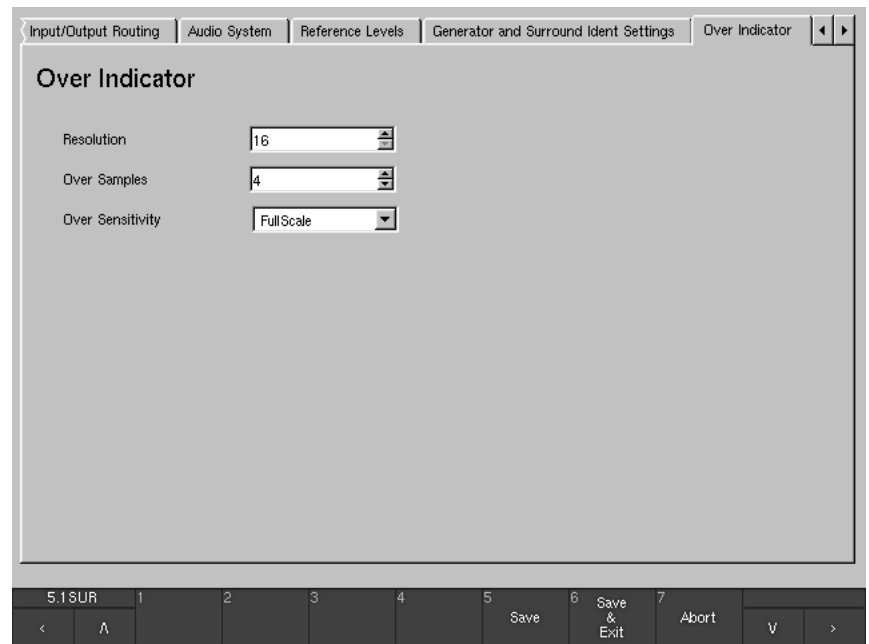 Input/Output Routing Audio System Reference Levels Generator and Surround Ident Settings Over Indicator
Over Indicator
Resolution 16
Over Samples 4
Over Sensitivity FullScale
5.1SUR 1 2 3 4 5 Save 6 Save & Exit 7 Abort
< Λ V >